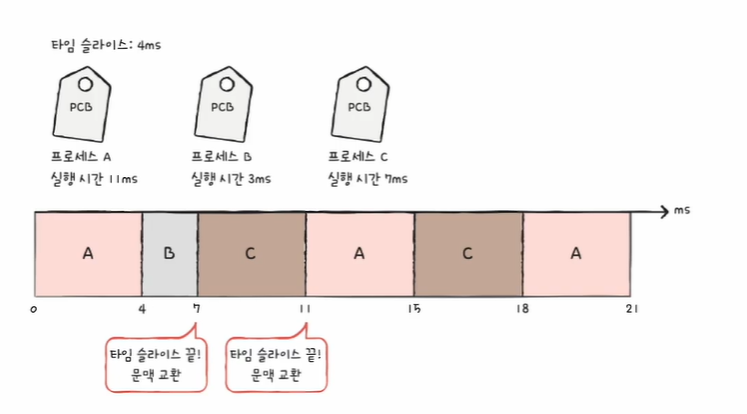 타임 슬라이스: 4ms
PCB
PCB
PCB
프로세스 A
실행 시간 11ms
프로세스 B
실행 시간 3ms
프로세스 C
실행 시간 7ms
ms
A
B
C
A
C
A
0
4
7
11
15
18
21
타임 슬라이스 끝!
문맥 교환
타임 슬라이스 끝!
문맥 교환